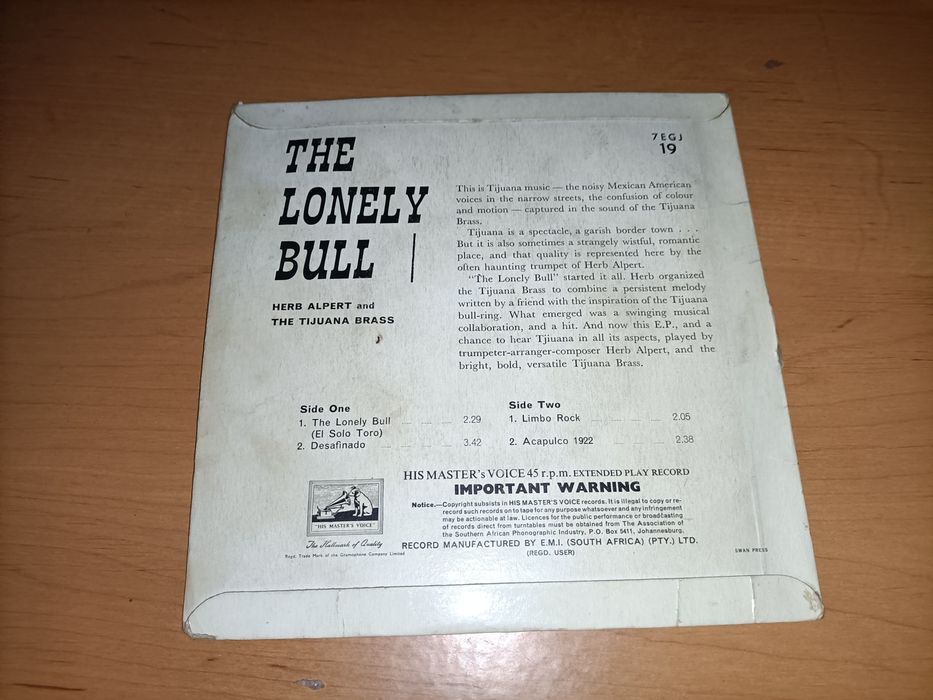 THE
LONELY
BULL
HERB ALPERT and
THE TIJUANA BRASS
7EGJ
19
This is Tijuana music — the noisy Mexican American
voices in the narrow streets, the confusion of colour
and motion — captured in the sound of the Tijuana
Brass.
Tijuana is a spectacle, a garish border town . . .
But it is also sometimes a strangely wistful, romantic
place, and that quality is represented here by the
often haunting trumpet of Herb Alpert.
"The Lonely Bull" started it all. Herb organized
the Tijuana Brass to combine a persistent melody
written by a friend with the inspiration of the Tijuana
bull-ring. What emerged was a swinging musical
collaboration, and a hit. And now this E.P., and a
chance to hear Tjiuana in all its aspects, played by
trumpeter-arranger-composer Herb Alpert, and the
bright, bold, versatile Tijuana Brass.
Side One
1. The Lonely Bull 2.29
(El Solo Toro)
2. Desafinado 3.42
Side Two
1. Limbo Rock 2.05
2. Acapulco 1922 2.38
HIS MASTER's VOICE 45 r.p.m. EXTENDED PLAY RECORD
IMPORTANT WARNING
Notice.—Copyright subsists in HIS MASTER'S VOICE records. It is illegal to copy or re-
record such records on to tape for any purpose whatsoever and any infringement
may be actionable at law. Licences for the public performance or broadcasting
of records direct from turntables must be obtained from The Association of
the Southern African Phonographic Industry, P.O. Box 5411, Johannesburg.
RECORD MANUFACTURED BY E.M.I. (SOUTH AFRICA) (PTY.) LTD.
(REGD. USER)
"HIS MASTER'S VOICE"
The Hallmark of Quality
Regd. Trade Mark of the Gramophone Company Limited
SWAN PRESS